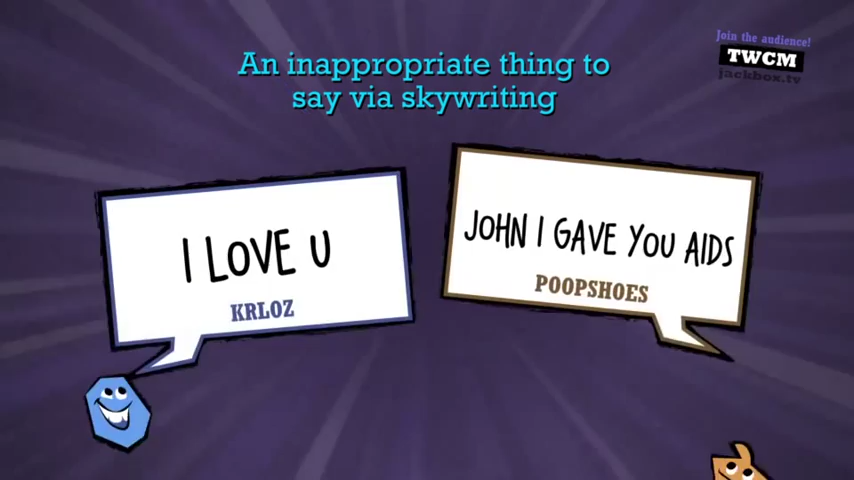 Join the audience!
TWCM
jackbox.tv
An inappropriate thing to
say via skywriting
I LOVE U
KRLOZ
JOHN I GAVE YOU AIDS
POOPSHOES